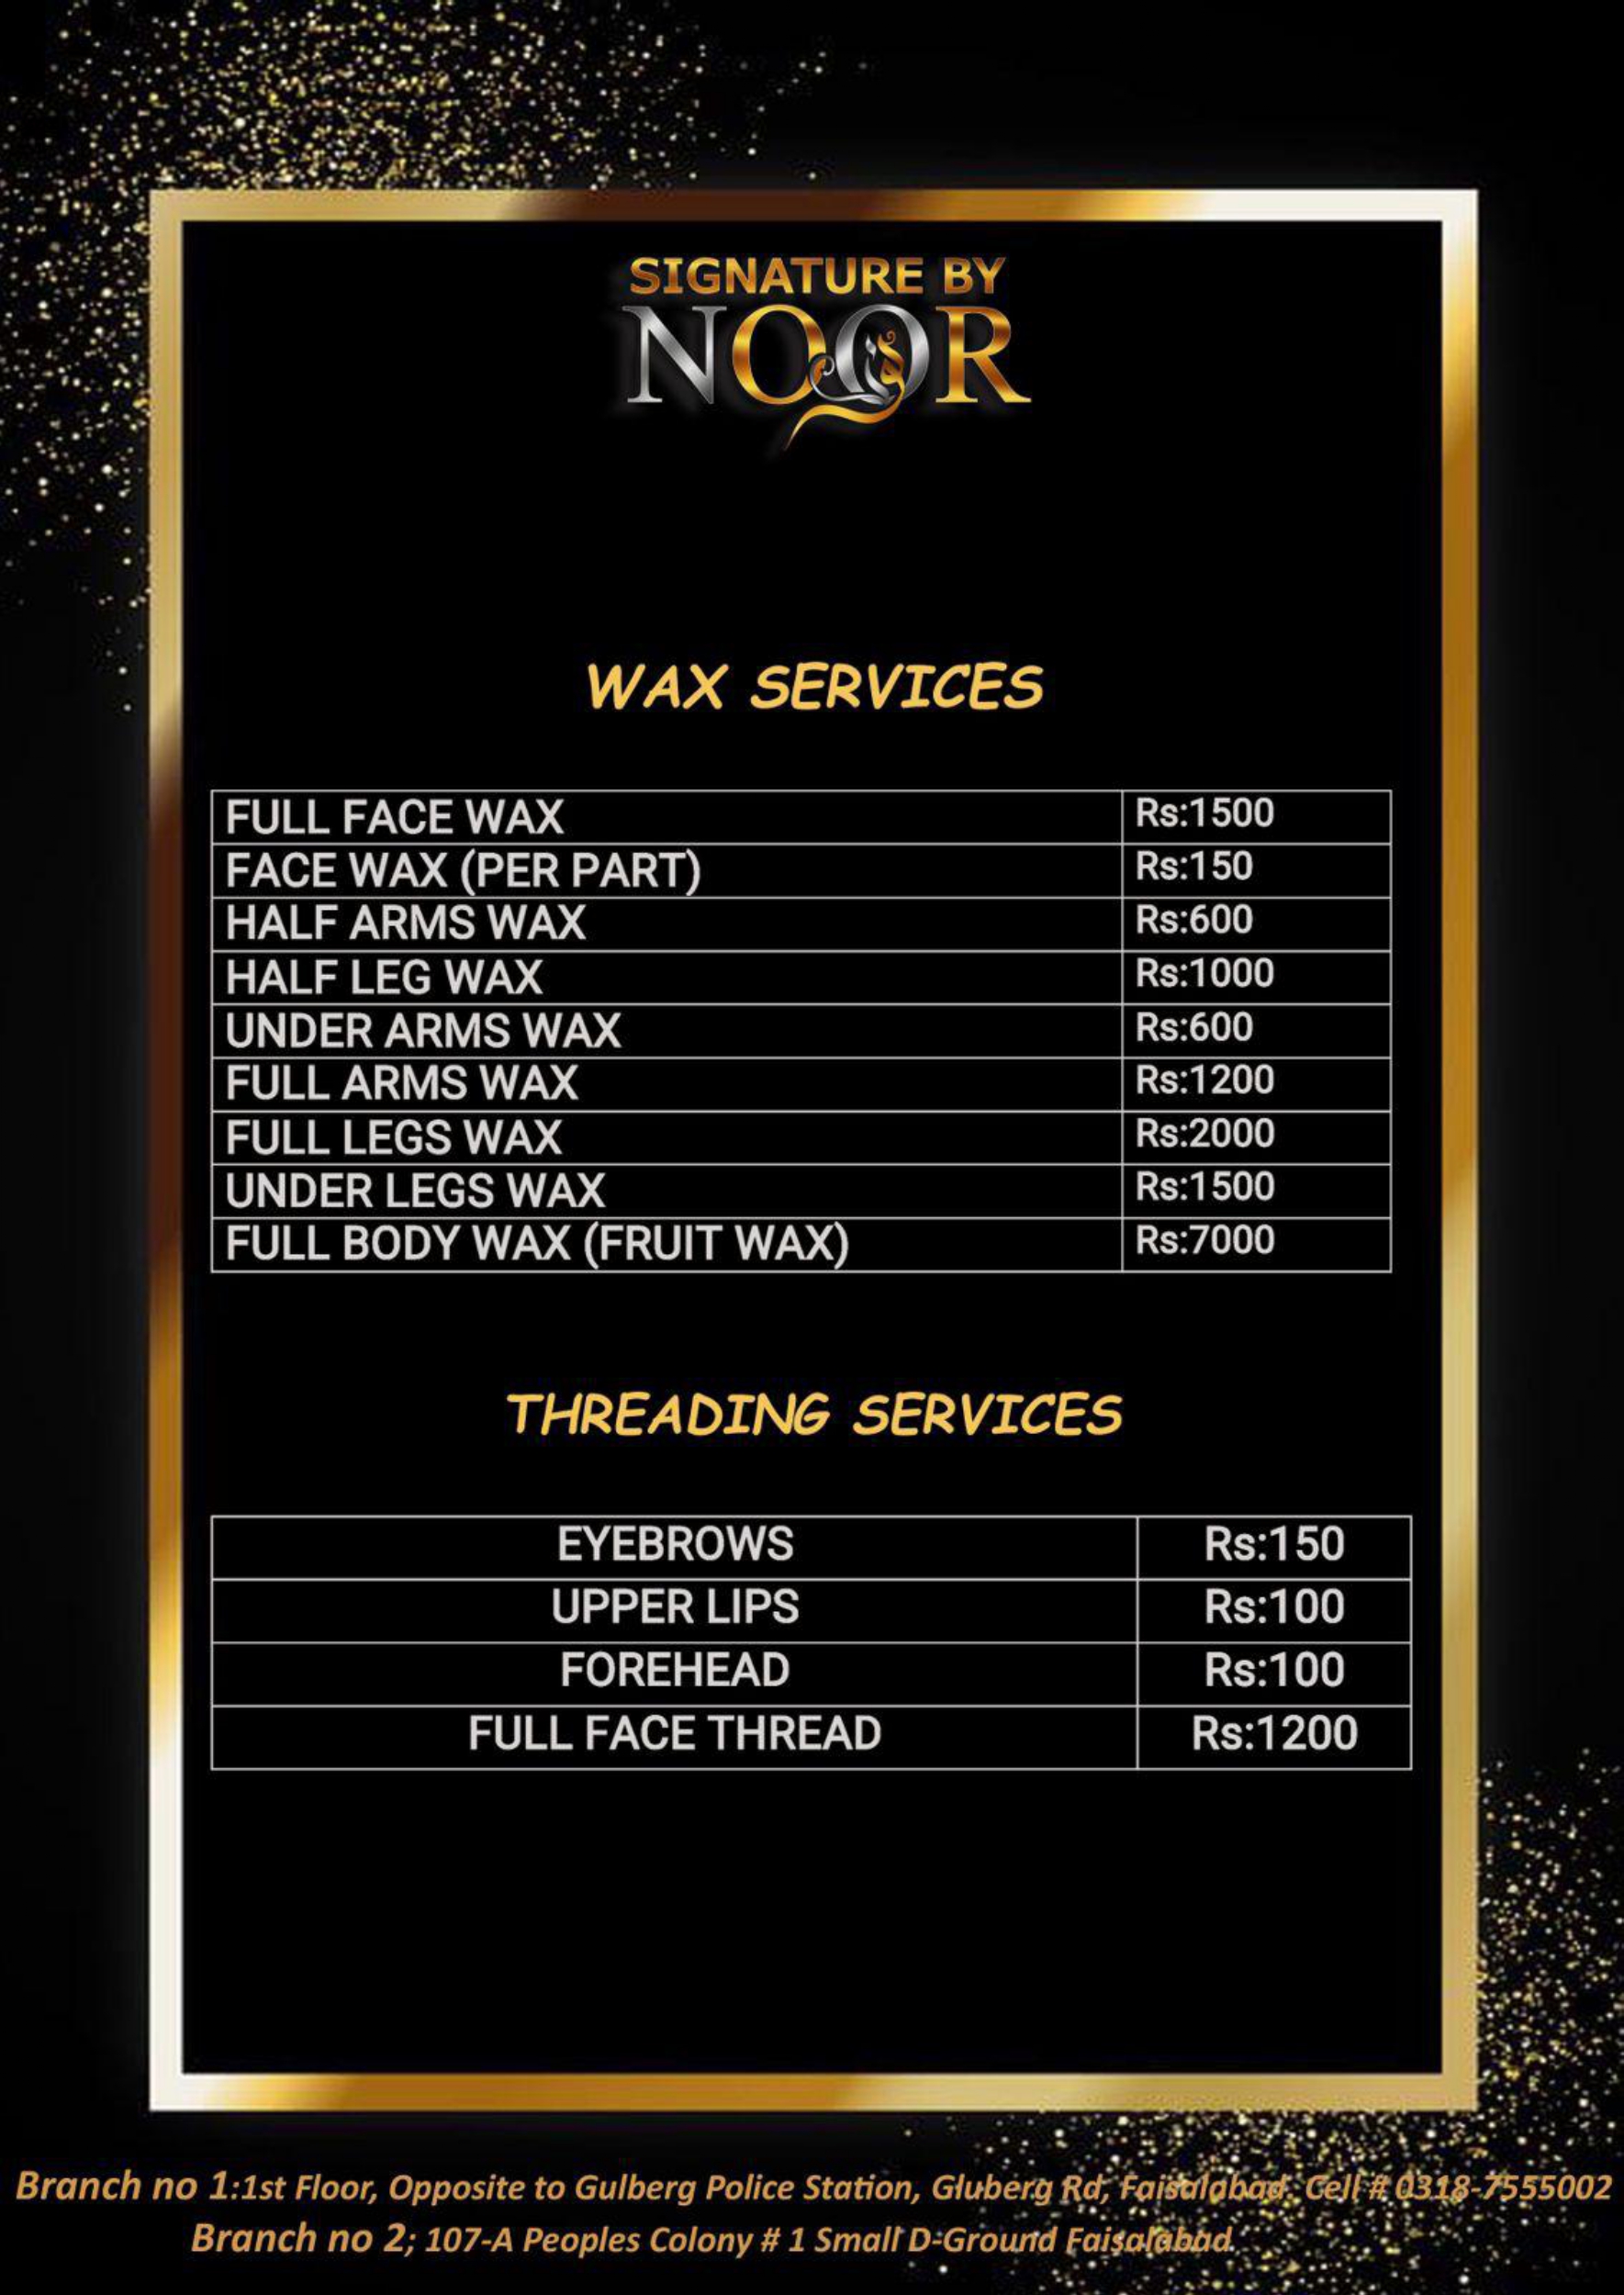 SIGNATURE BY
NOOR
WAX SERVICES
FULL FACE WAX Rs:1500
FACE WAX (PER PART) Rs:150
HALF ARMS WAX Rs:600
HALF LEG WAX Rs:1000
UNDER ARMS WAX Rs:600
FULL ARMS WAX Rs:1200
FULL LEGS WAX Rs:2000
UNDER LEGS WAX Rs:1500
FULL BODY WAX (FRUIT WAX) Rs:7000
THREADING SERVICES
EYEBROWS Rs:150
UPPER LIPS Rs:100
FOREHEAD Rs:100
FULL FACE THREAD Rs:1200
Branch no 1:1st Floor, Opposite to Gulberg Police Station, Gluberg Rd, Faisalabad, Cell # 0318-7555002
Branch no 2; 107-A Peoples Colony # 1 Small D-Ground Faisalabad.